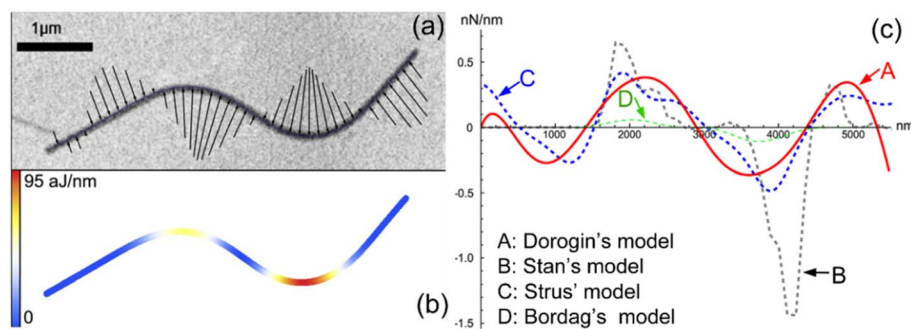 1µm
(a)
95 aJ/nm
0
(b)
nN/nm
(c)
0.5
0
-0.5
-1.0
-1.5
1000
2000
3000
4000
5000
nm
C
D
A
B
A: Dorogin's model
B: Stan's model
C: Strus' model
D: Bordag's model